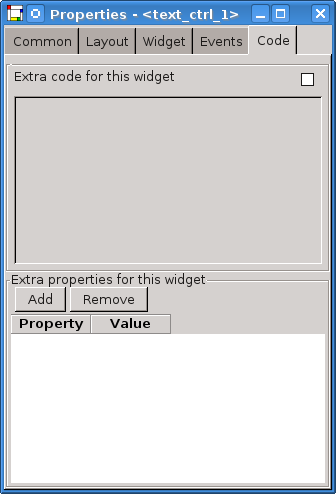 Properties - <text_ctrl_1>
Common Layout Widget Events Code
Extra code for this widget
Extra properties for this widget
Add Remove
Property Value